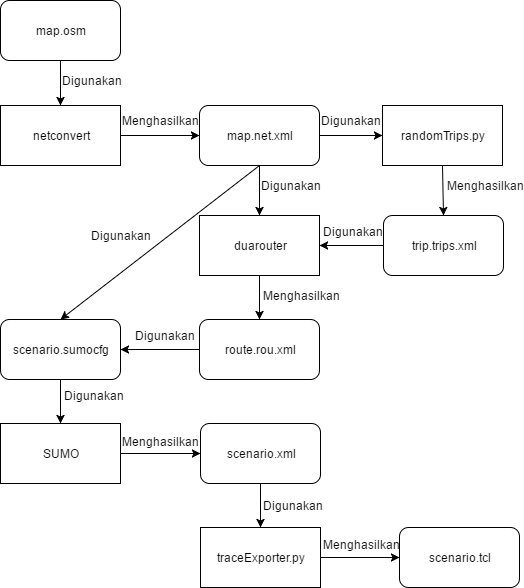 map.osm
Digunakan
netconvert
Menghasilkan
map.net.xml
Digunakan
randomTrips.py
Digunakan
Menghasilkan
Digunakan
duarouter
Digunakan
trip.trips.xml
Menghasilkan
scenario.sumocfg
Digunakan
route.rou.xml
Digunakan
SUMO
Menghasilkan
scenario.xml
Digunakan
traceExporter.py
Menghasilkan
scenario.tcl